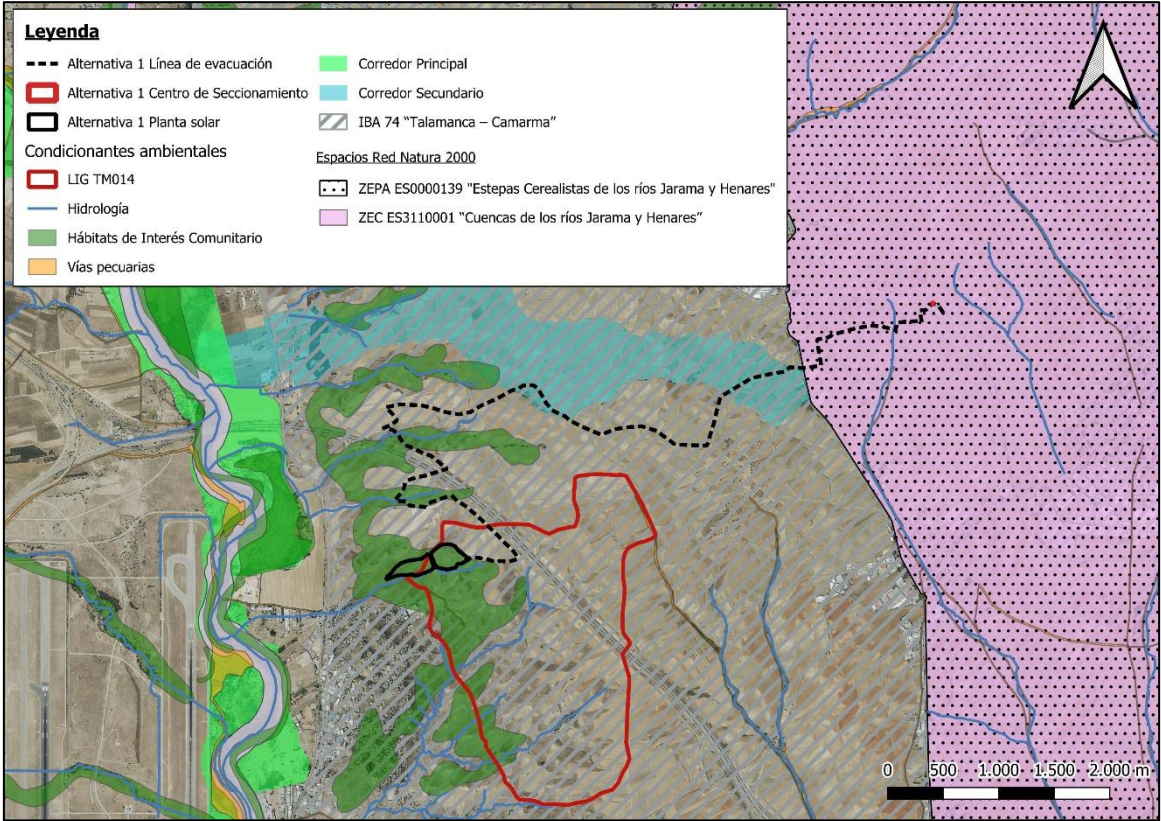 Leyenda
Alternativa 1 Línea de evacuación
Alternativa 1 Centro de Seccionamiento
Alternativa 1 Planta solar
Condicionantes ambientales
LIG TM014
Hidrología
Hábitats de Interés Comunitario
Vías pecuarias
Corredor Principal
Corredor Secundario
IBA 74 “Talamanca – Camarma”
Espacios Red Natura 2000
ZEPA ES0000139 "Estepas Cerealistas de los ríos Jarama y Henares"
ZEC ES3110001 “Cuencas de los ríos Jarama y Henares”
0 500 1.000 1.500 2.000 m